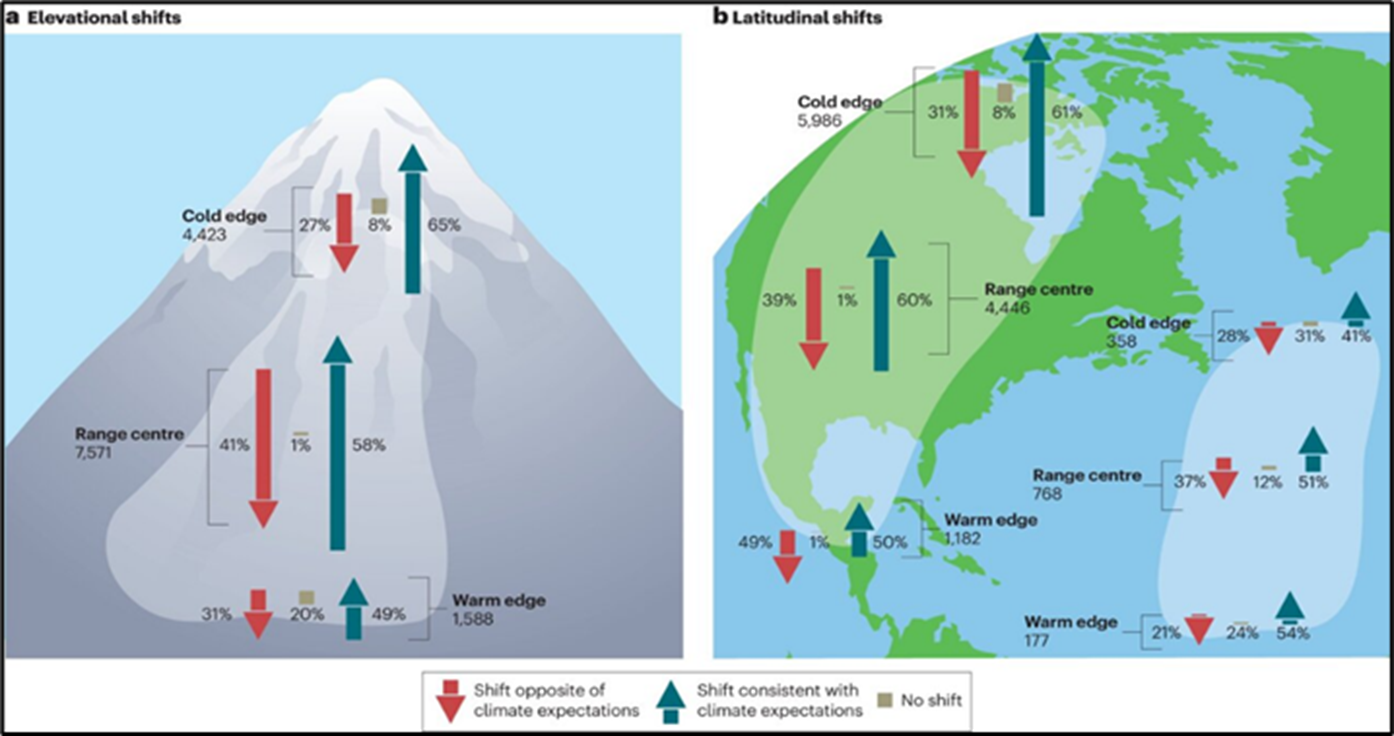 a Elevational shifts
Cold edge
4,423
27%
8%
65%
Range centre
7,571
41%
1%
58%
31%
20%
49%
Warm edge
1,588
b Latitudinal shifts
Cold edge
5,986
31%
8%
61%
39%
1%
60%
Range centre
4,446
49%
1%
50%
Warm edge
1,182
Cold edge
358
28%
31%
41%
Range centre
768
37%
12%
51%
Warm edge
177
21%
24%
54%
Shift opposite of
climate expectations
Shift consistent with
climate expectations
No shift